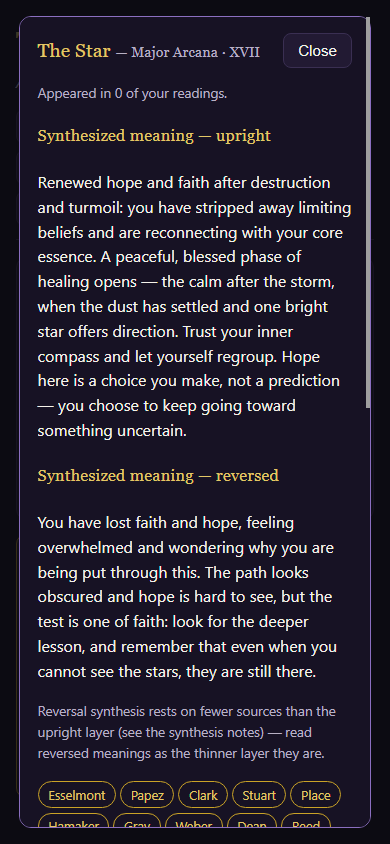 The Star — Major Arcana · XVII
Close
Appeared in 0 of your readings.
Synthesized meaning — upright
Renewed hope and faith after destruction
and turmoil: you have stripped away limiting
beliefs and are reconnecting with your core
essence. A peaceful, blessed phase of
healing opens — the calm after the storm,
when the dust has settled and one bright
star offers direction. Trust your inner
compass and let yourself regroup. Hope
here is a choice you make, not a prediction
— you choose to keep going toward
something uncertain.
Synthesized meaning — reversed
You have lost faith and hope, feeling
overwhelmed and wondering why you are
being put through this. The path looks
obscured and hope is hard to see, but the
test is one of faith: look for the deeper
lesson, and remember that even when you
cannot see the stars, they are still there.
Reversal synthesis rests on fewer sources than the
upright layer (see the synthesis notes) — read
reversed meanings as the thinner layer they are.
Esselmont Papez Clark Stuart Place
Hamaker Gray Weber Dean Reed